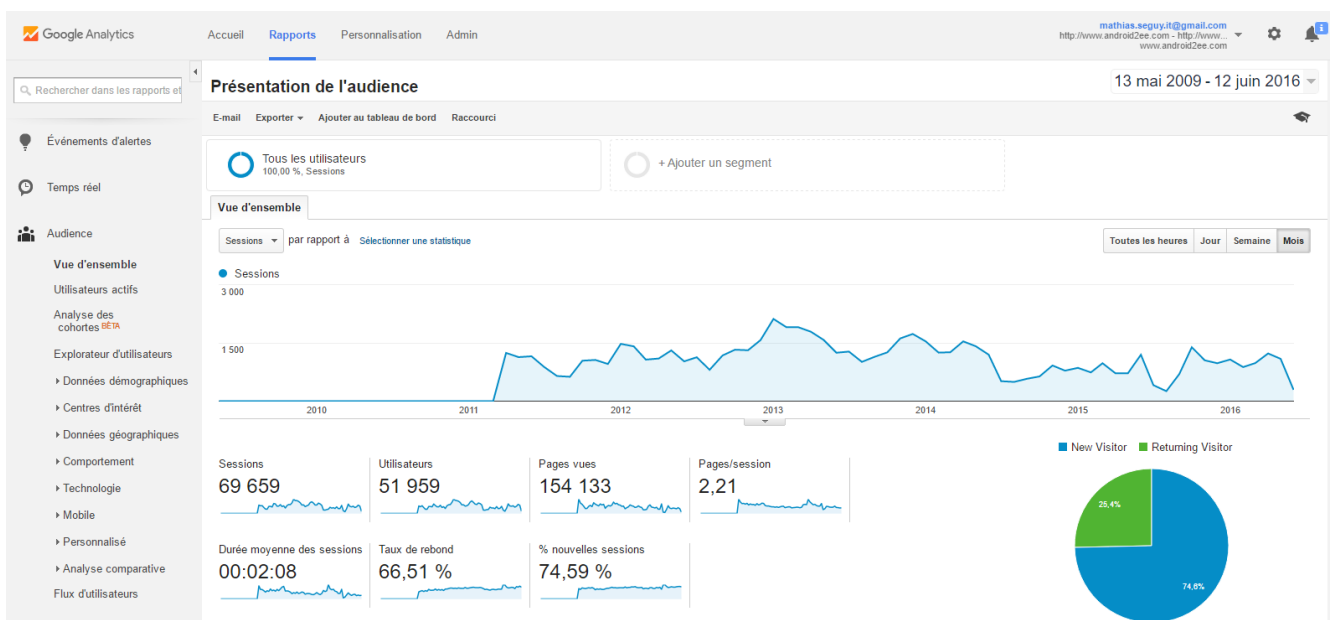 Google Analytics
Accueil Rapports Personnalisation Admin
mathias.seguy.it@gmail.com
http://www.android2ee.com - http://www...
www.android2ee.com
i
Rechercher dans les rapports et
Présentation de l'audience
13 mai 2009 - 12 juin 2016
E-mail Exporter Ajouter au tableau de bord Raccourci
Événements d'alertes
Temps réel
Audience
Vue d'ensemble
Utilisateurs actifs
Analyse des
cohortes BÊTA
Explorateur d'utilisateurs
Données démographiques
Centres d'intérêt
Données géographiques
Comportement
Technologie
Mobile
Personnalisé
Analyse comparative
Flux d'utilisateurs
Tous les utilisateurs
100,00 %, Sessions
+ Ajouter un segment
Vue d'ensemble
Sessions par rapport à Sélectionner une statistique
Toutes les heures Jour Semaine Mois
Sessions
3 000
1 500
2010 2011 2012 2013 2014 2015 2016
New Visitor Returning Visitor
Sessions
69 659
Utilisateurs
51 959
Pages vues
154 133
Pages/session
2,21
Durée moyenne des sessions
00:02:08
Taux de rebond
66,51 %
% nouvelles sessions
74,59 %
25,4%
74,6%